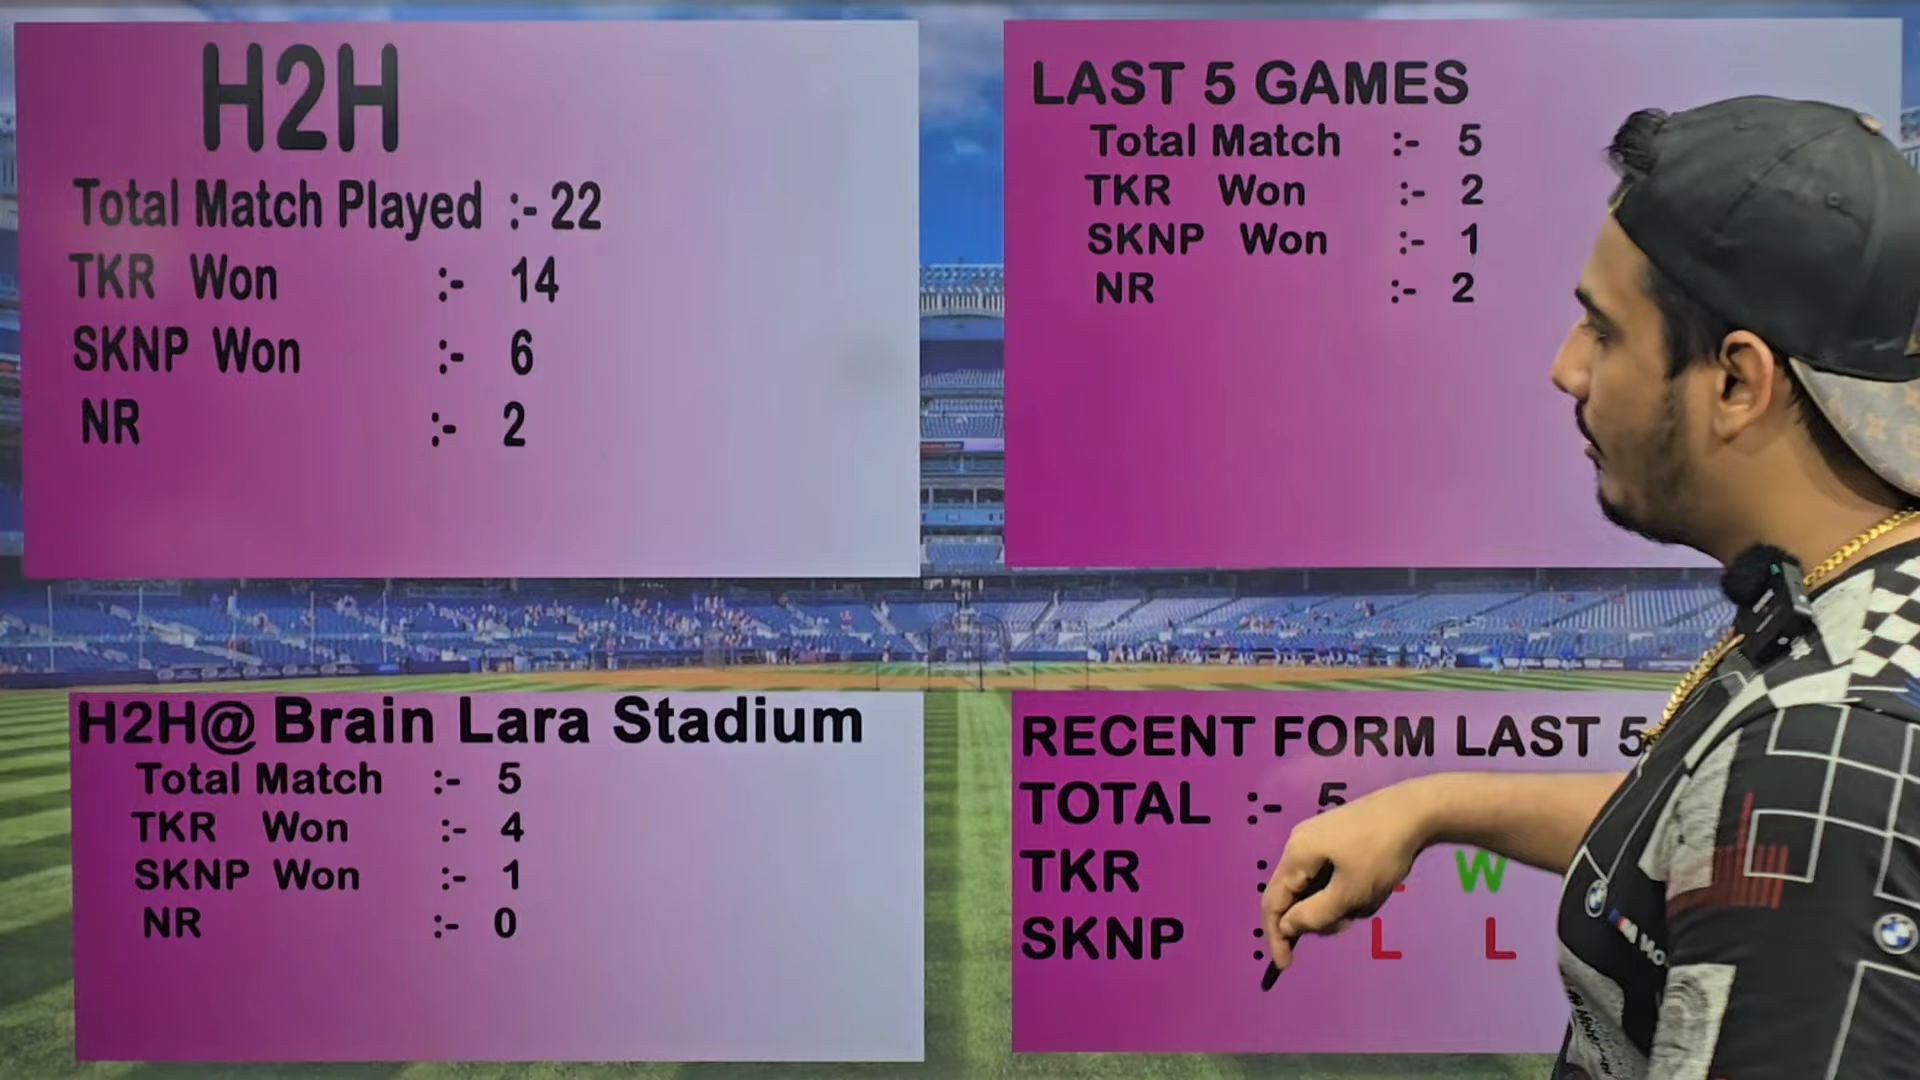 H2H
Total Match Played :- 22
TKR Won :- 14
SKNP Won :- 6
NR :- 2
LAST 5 GAMES
Total Match :- 5
TKR Won :- 2
SKNP Won :- 1
NR :- 2
H2H@ Brain Lara Stadium
Total Match :- 5
TKR Won :- 4
SKNP Won :- 1
NR :- 0
RECENT FORM LAST 5
TOTAL :- 5
TKR : W
SKNP : L L